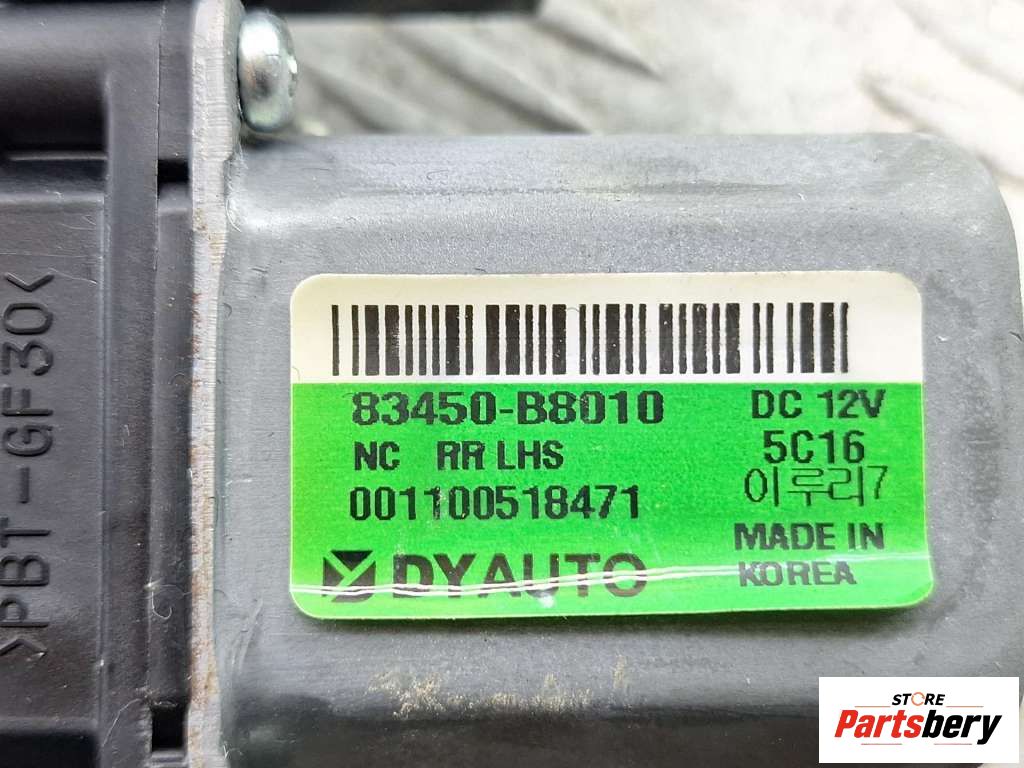 >PBT-GF30<
83450-B8010 DC 12V
NC RR LHS 5C16
001100518471 이루리7
DYAUTO MADE IN
KOREA
STORE
Partsbery